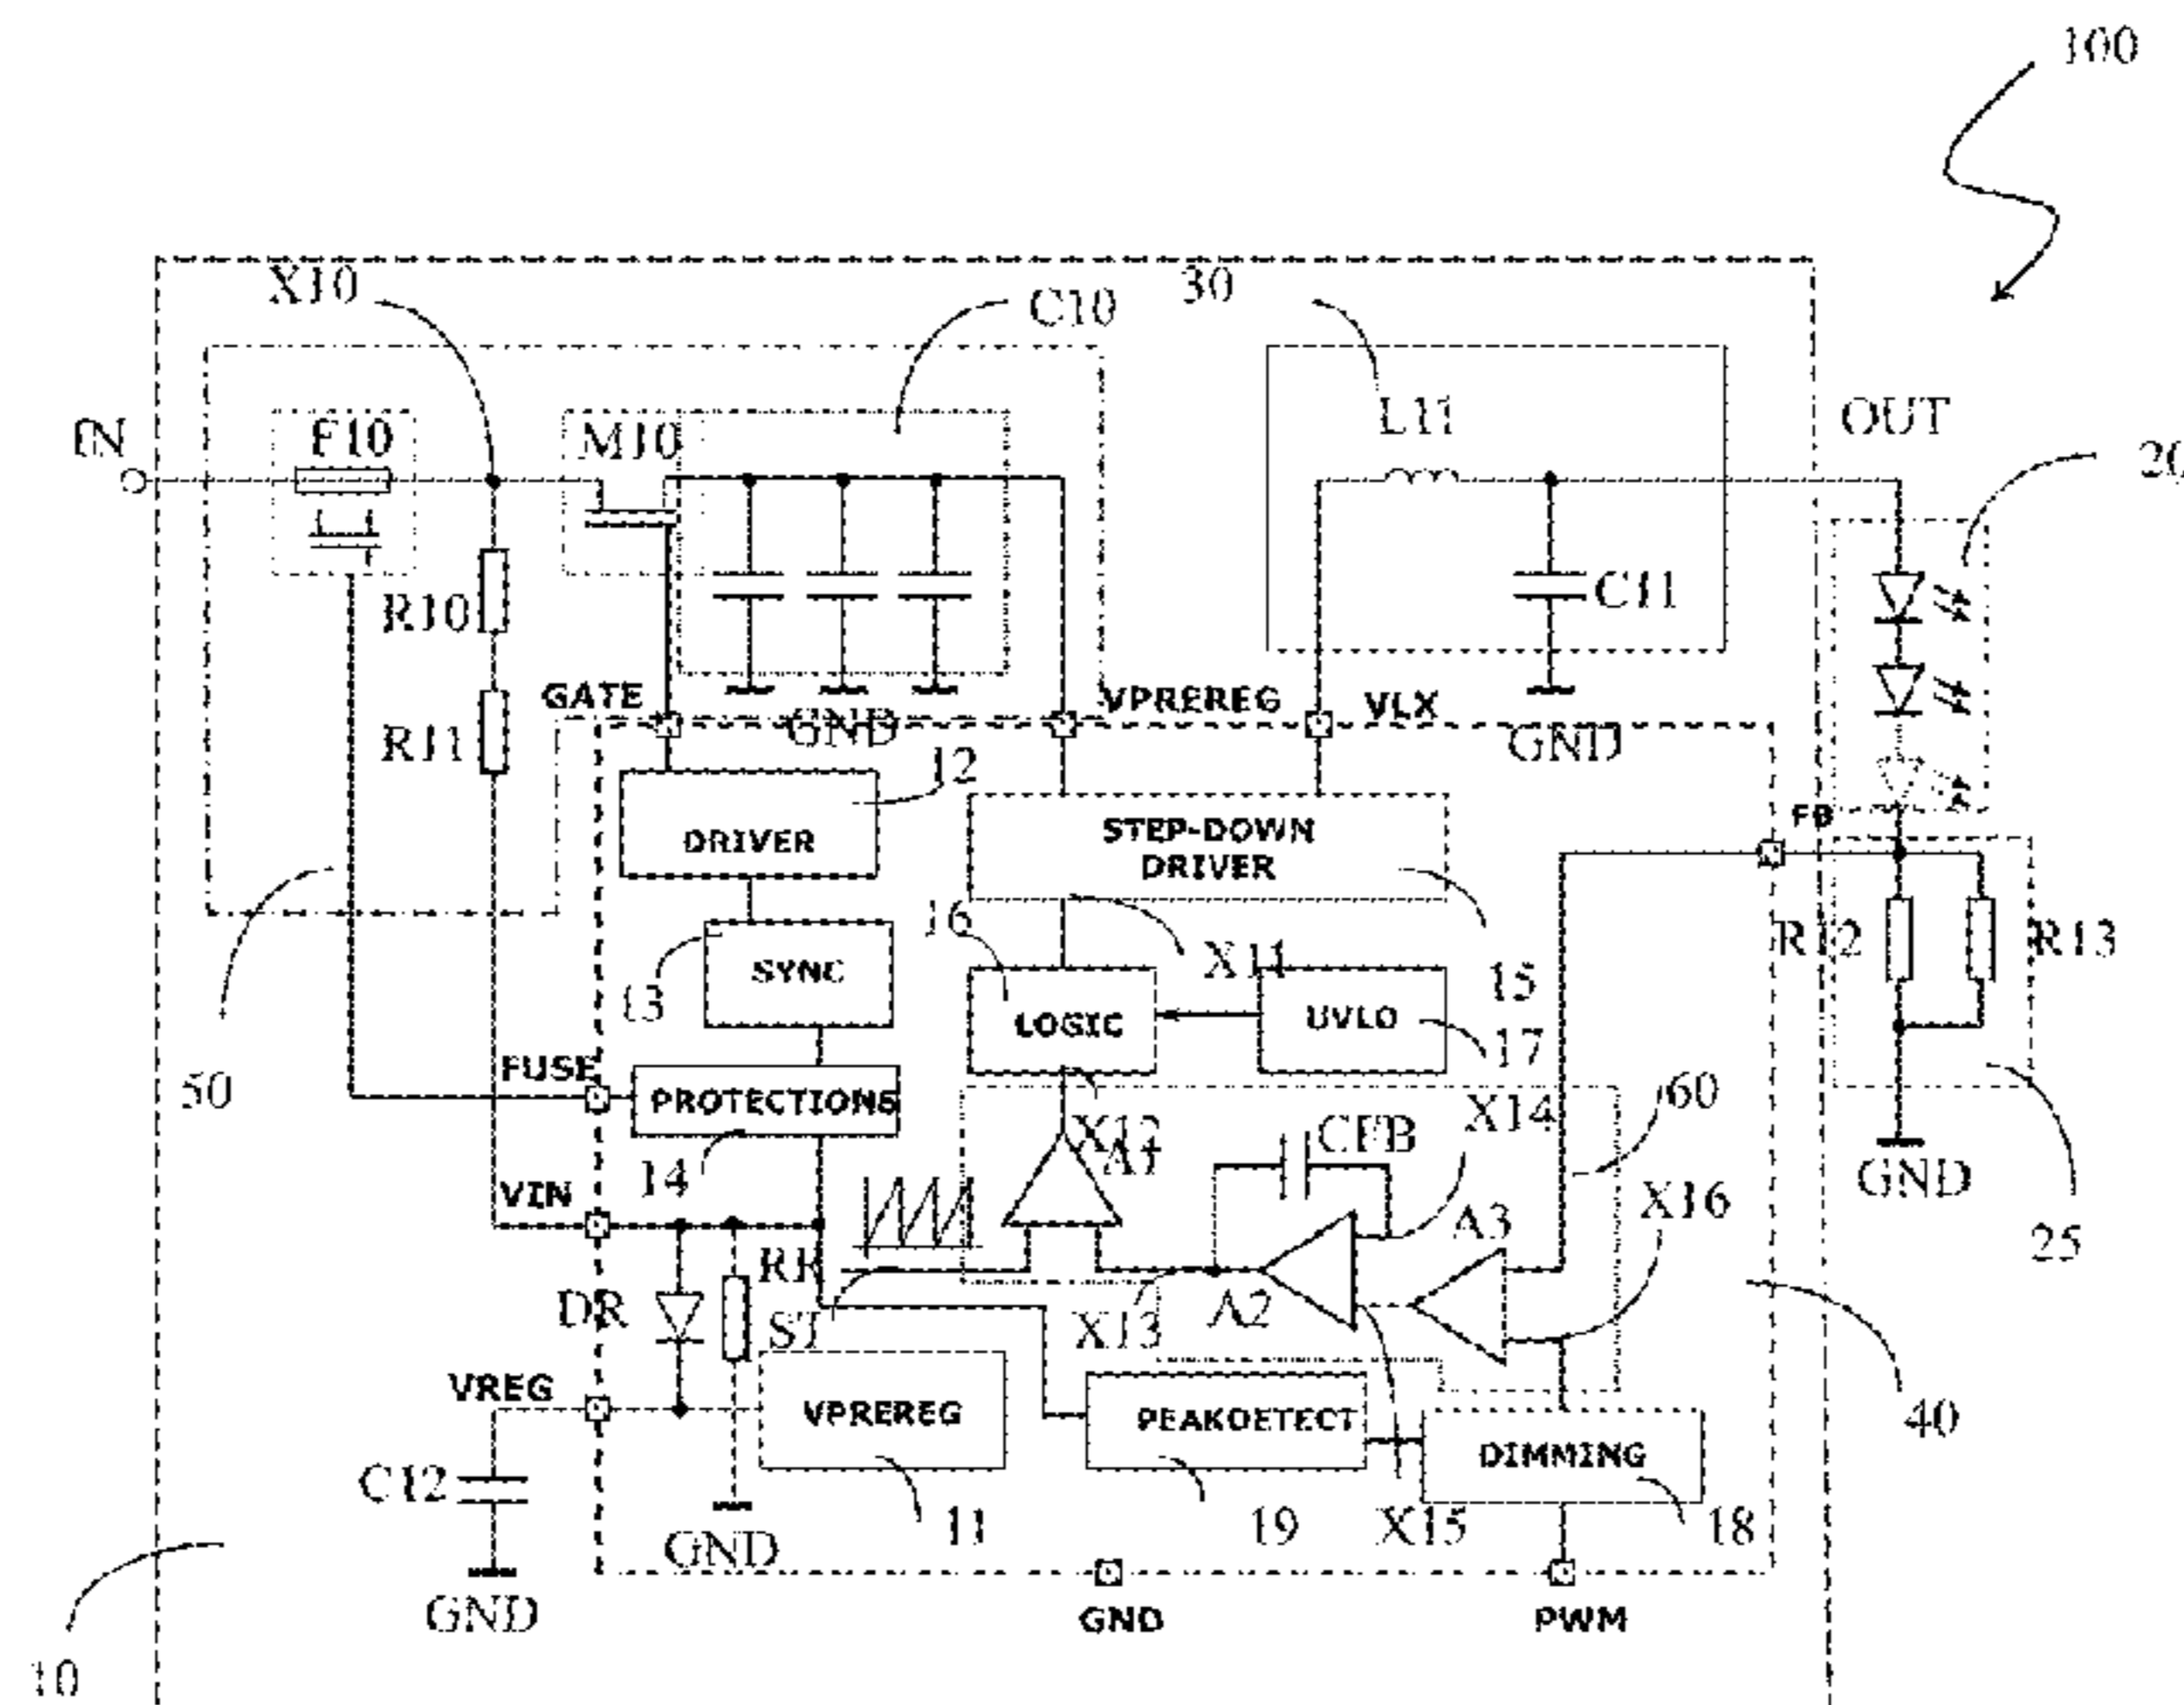 100
X10
C10
30
IN
F10
M10
L11
OUT
20
R10
C11
GATE
VPREREG
VLX
R11
GND
GND
12
DRIVER
STEP-DOWN
DRIVER
FB
16
R12
R13
SYNC
X11
15
13
LOGIC
UVLO
17
50
FUSE
PROTECTIONS
60
X12
A1
CFB
X14
14
GND
VIN
X16
A3
25
RR
DR
ST
X13
A2
VREG
VPREREG
PEAKDETECT
40
DIMMING
C12
GND
11
19
X15
18
GND
GND
PWM
10